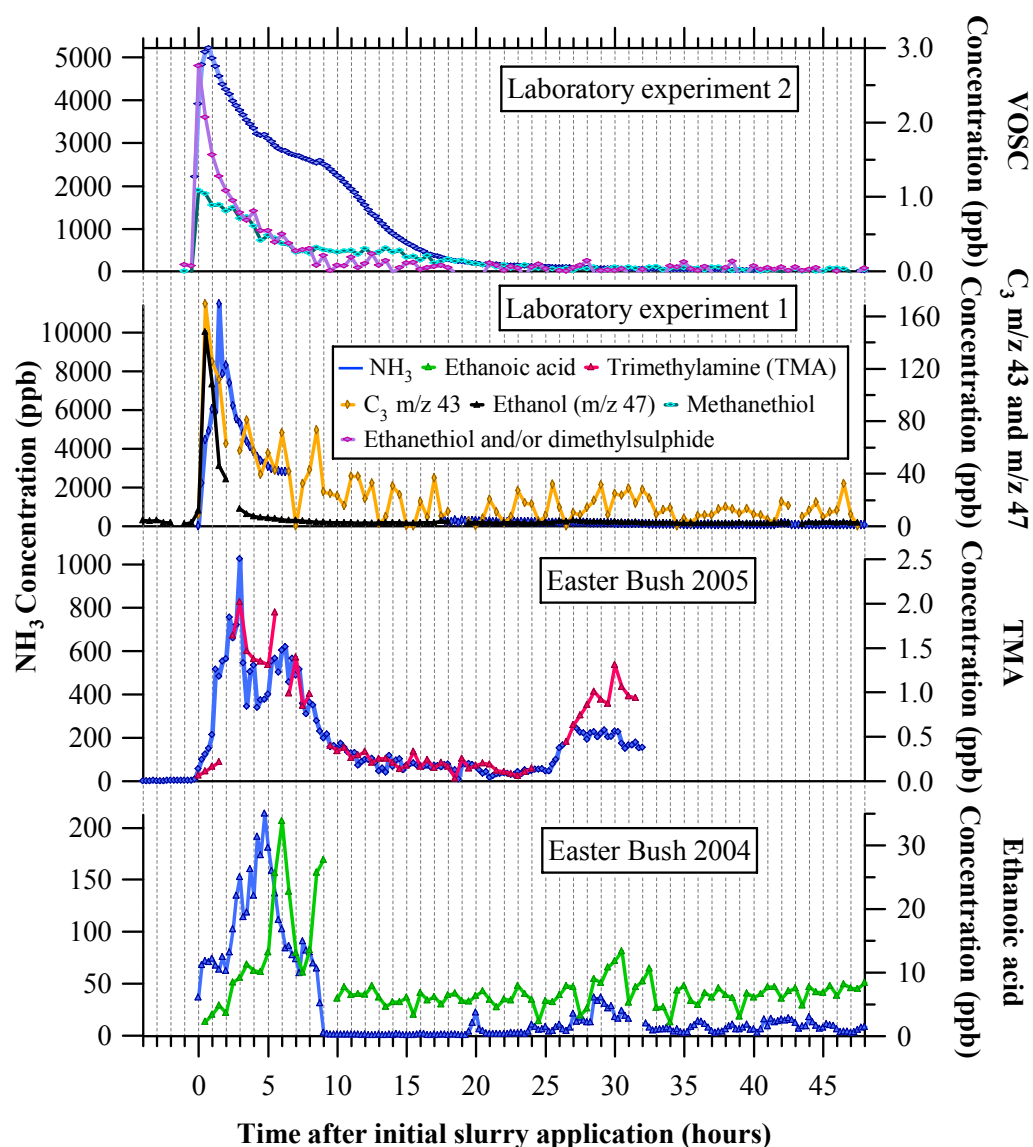 Laboratory experiment 2
5000
4000
3000
2000
1000
0
3.0
2.0
1.0
0.0
Concentration (ppb)
VOSC
Laboratory experiment 1
NH3 Ethanoic acid Trimethylamine (TMA)
C3 m/z 43 Ethanol (m/z 47) Methanethiol
Ethanethiol and/or dimethylsulphide
10000
8000
6000
4000
2000
0
160
120
80
40
0
Concentration (ppb)
C3 m/z 43 and m/z 47
NH3 Concentration (ppb)
Easter Bush 2005
1000
800
600
400
200
0
2.5
2.0
1.5
1.0
0.5
0.0
Concentration (ppb)
TMA
Easter Bush 2004
200
150
100
50
0
30
20
10
0
Concentration (ppb)
Ethanoic acid
0 5 10 15 20 25 30 35 40 45
Time after initial slurry application (hours)